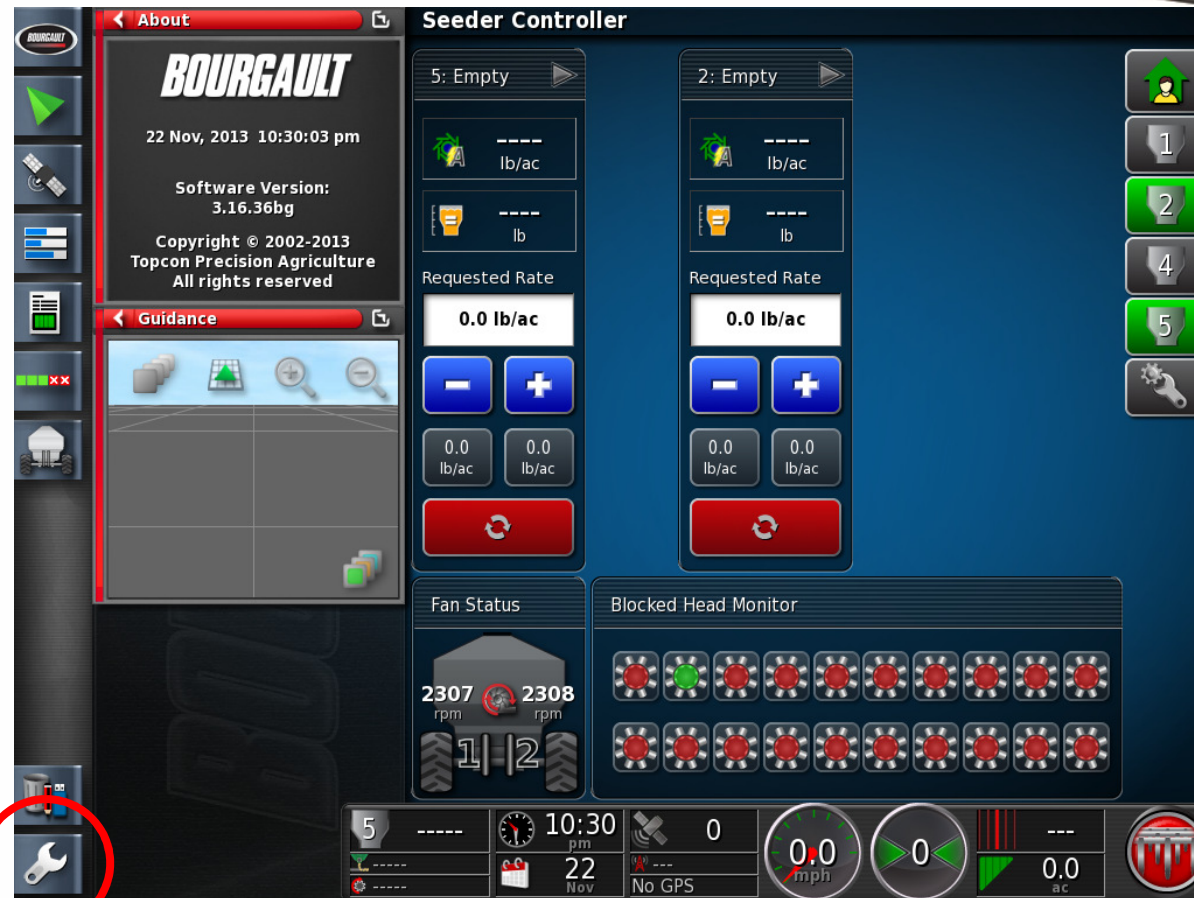 BOURGAULT
About
BOURGAULT
22 Nov, 2013 10:30:03 pm
Software Version:
3.16.36bg
Copyright © 2002-2013
Topcon Precision Agriculture
All rights reserved
Guidance
Seeder Controller
5: Empty
A
----
lb/ac
----
lb
Requested Rate
0.0 lb/ac
0.0
lb/ac
0.0
lb/ac
2: Empty
A
----
lb/ac
----
lb
Requested Rate
0.0 lb/ac
0.0
lb/ac
0.0
lb/ac
1
2
4
5
Fan Status
2307
rpm
2308
rpm
1 2
Blocked Head Monitor
5 -----
-----
-----
10:30
pm
22
Nov
0
---
No GPS
0.0
mph
0
---
0.0
ac